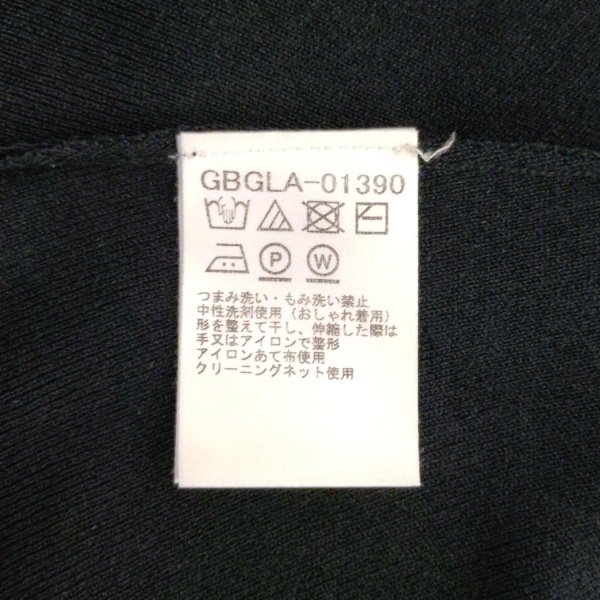 GBGLA-01390
P W
つまみ洗い・もみ洗い禁止
中性洗剤使用（おしゃれ着用）
形を整えて干し、伸縮した際は
手又はアイロンで整形
アイロンあて布使用
クリーニングネット使用